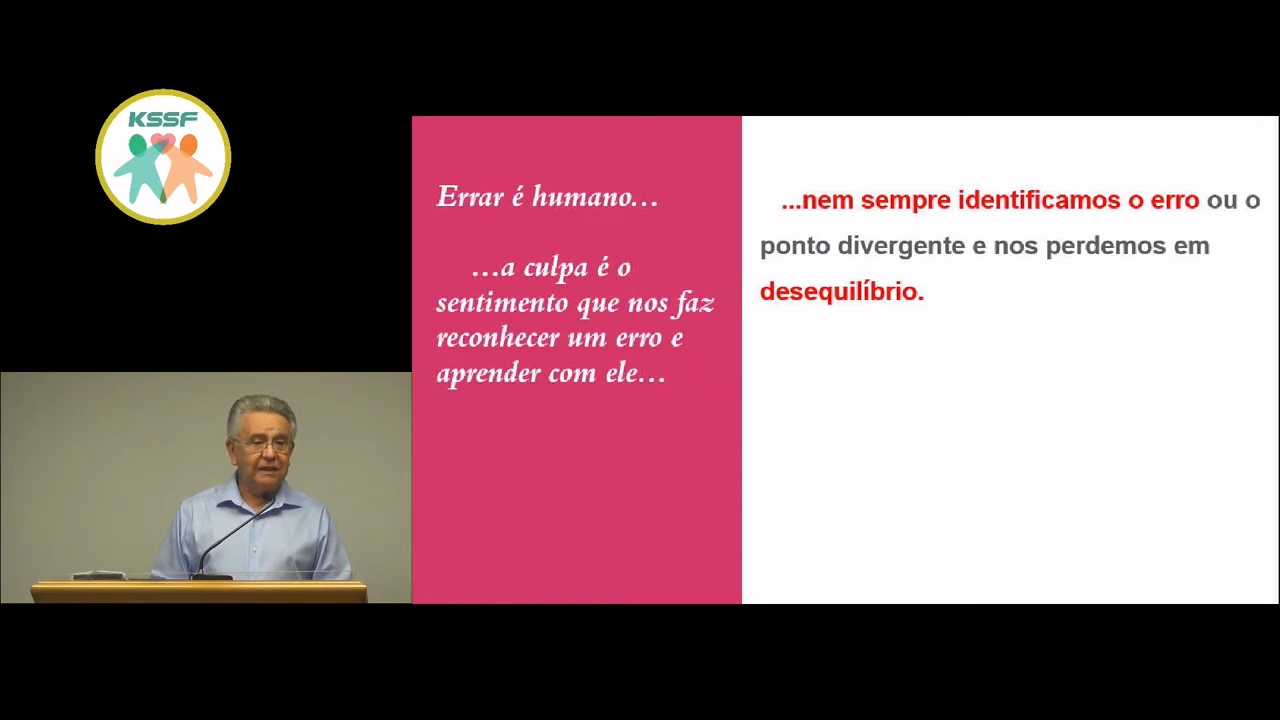 KSSF
Errar é humano...
...a culpa é o
sentimento que nos faz
reconhecer um erro e
aprender com ele...
...nem sempre identificamos o erro ou o
ponto divergente e nos perdemos em
desequilíbrio.